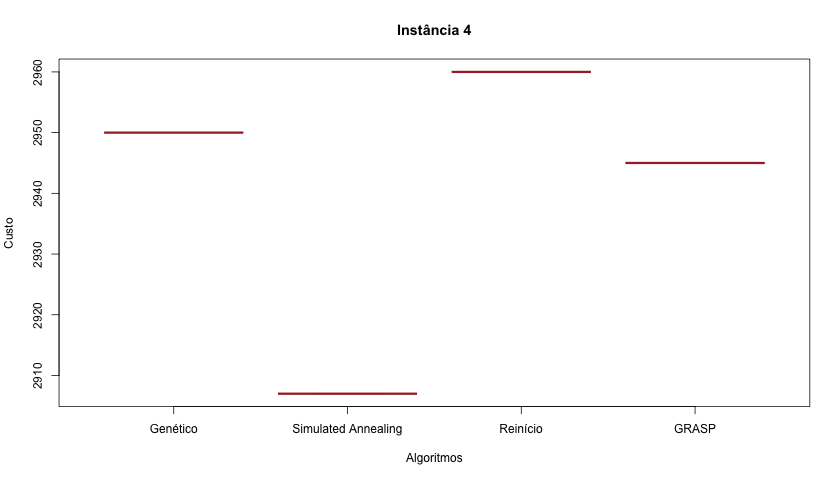 Instância 4
Custo
2960
2950
2940
2930
2920
2910
Genético Simulated Annealing Reinício GRASP
Algoritmos